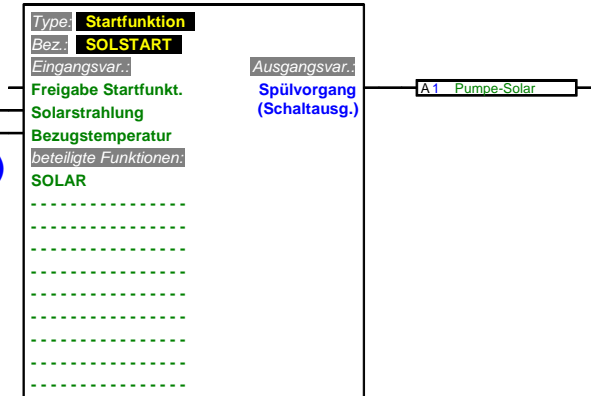 Type: Startfunktion
Bez.: SOLSTART
Eingangsvar.: Ausgangsvar.:
Freigabe Startfunkt. Spülvorgang A 1 Pumpe-Solar
Solarstrahlung (Schaltausg.)
Bezugstemperatur
beteiligte Funktionen:
SOLAR
- - - - - - - - - - - - - - - -
- - - - - - - - - - - - - - - -
- - - - - - - - - - - - - - - -
- - - - - - - - - - - - - - - -
- - - - - - - - - - - - - - - -
- - - - - - - - - - - - - - - -
- - - - - - - - - - - - - - - -
- - - - - - - - - - - - - - - -
- - - - - - - - - - - - - - - -